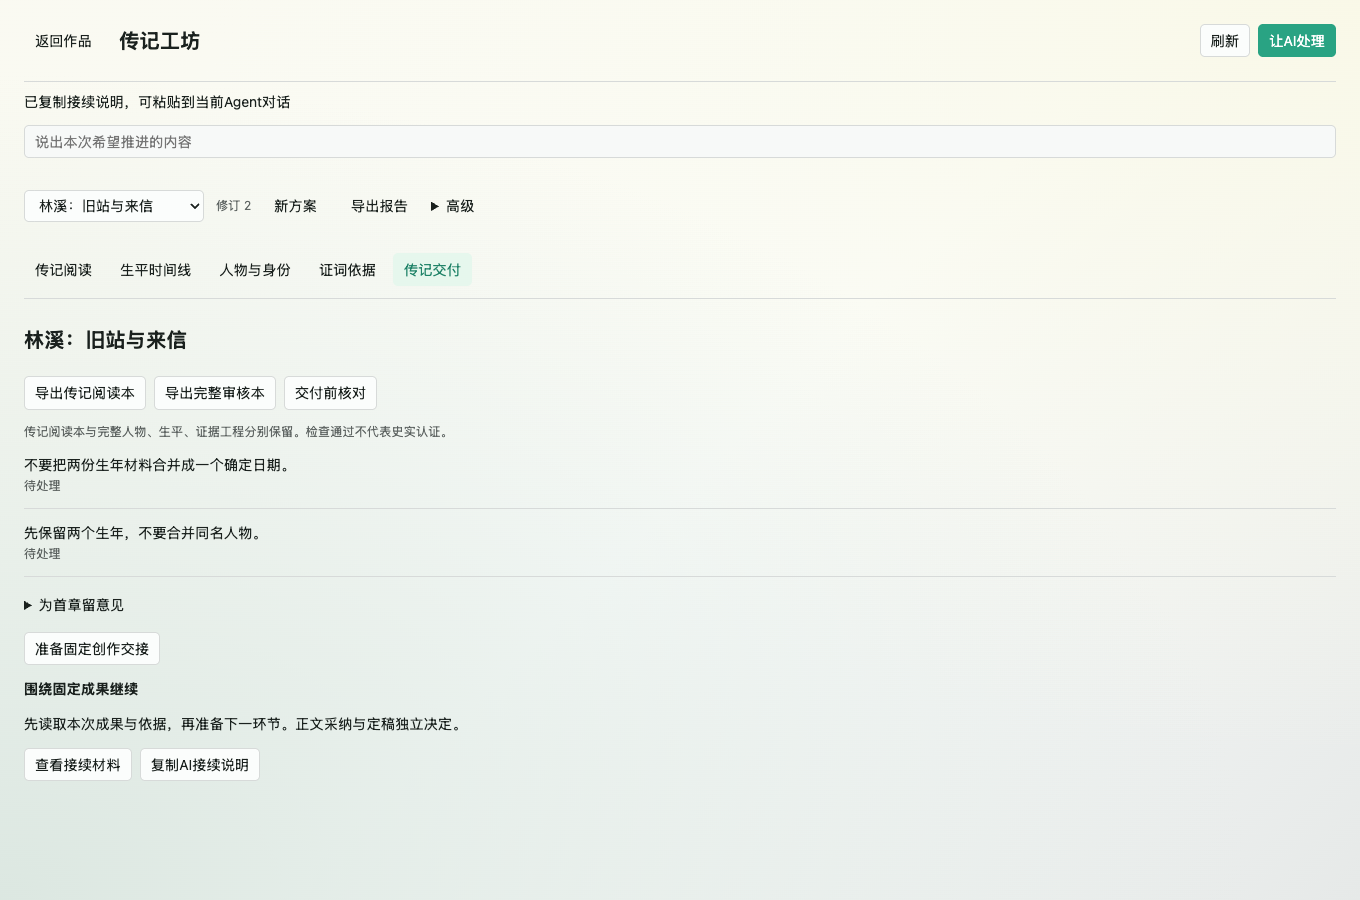 返回作品 传记工坊 刷新 让AI处理
已复制接续说明，可粘贴到当前Agent对话
说出本次希望推进的内容
林溪：旧站与来信 修订 2 新方案 导出报告 ▶ 高级
传记阅读 生平时间线 人物与身份 证词依据 传记交付
林溪：旧站与来信
导出传记阅读本 导出完整审核本 交付前核对
传记阅读本与完整人物、生平、证据工程分别保留。检查通过不代表史实认证。
不要把两份生年材料合并成一个确定日期。
待处理
先保留两个生年，不要合并同名人物。
待处理
▶ 为首章留意见
准备固定创作交接
围绕固定成果继续
先读取本次成果与依据，再准备下一环节。正文采纳与定稿独立决定。
查看接续材料 复制AI接续说明